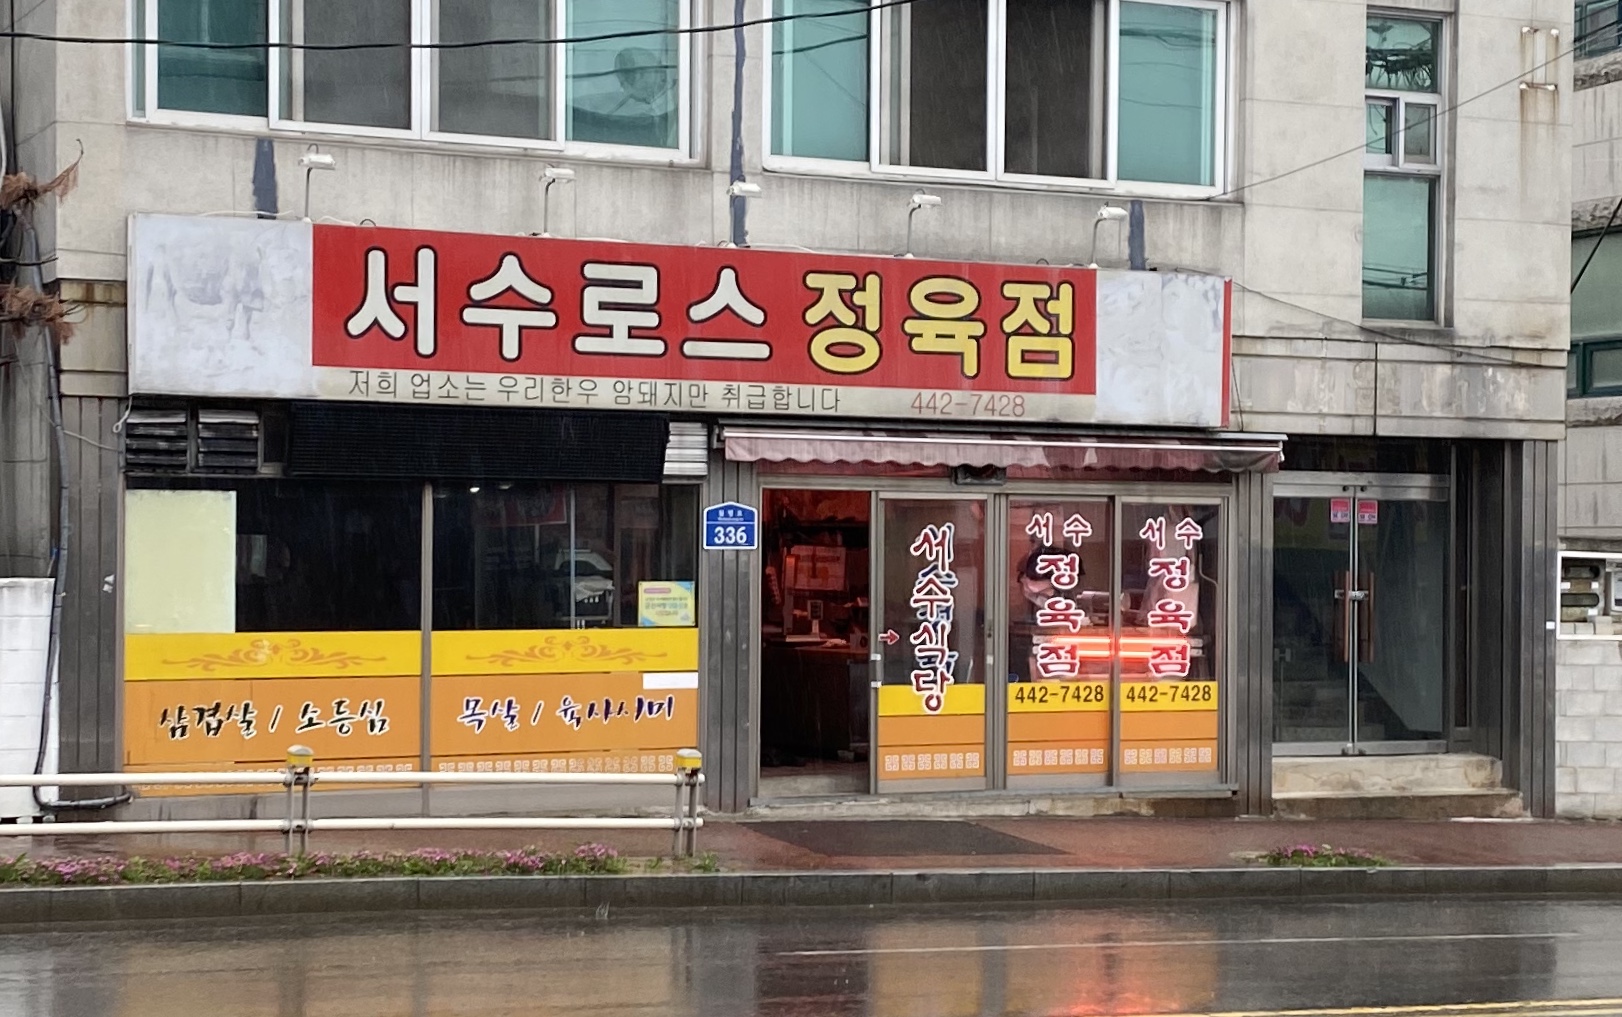 서수로스 정육점
저희 업소는 우리한우 암돼지만 취급합니다 442-7428
336
서수식당
서수
정육점
442-7428
서수
정육점
442-7428
삼겹살 / 소등심
목살 / 육사시미